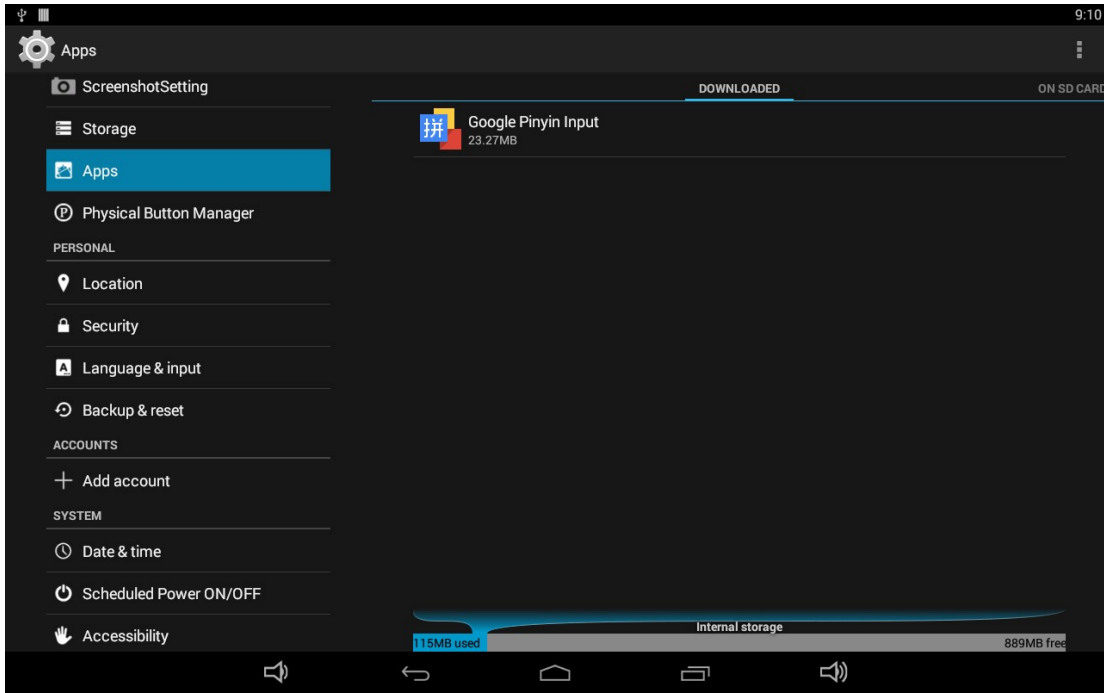 9:10
Apps
ScreenshotSetting
Storage
Apps
Physical Button Manager
PERSONAL
Location
Security
Language & input
Backup & reset
ACCOUNTS
Add account
SYSTEM
Date & time
Scheduled Power ON/OFF
Accessibility
DOWNLOADED
ON SD CARD
拼
Google Pinyin Input
23.27MB
Internal storage
115MB used
889MB free